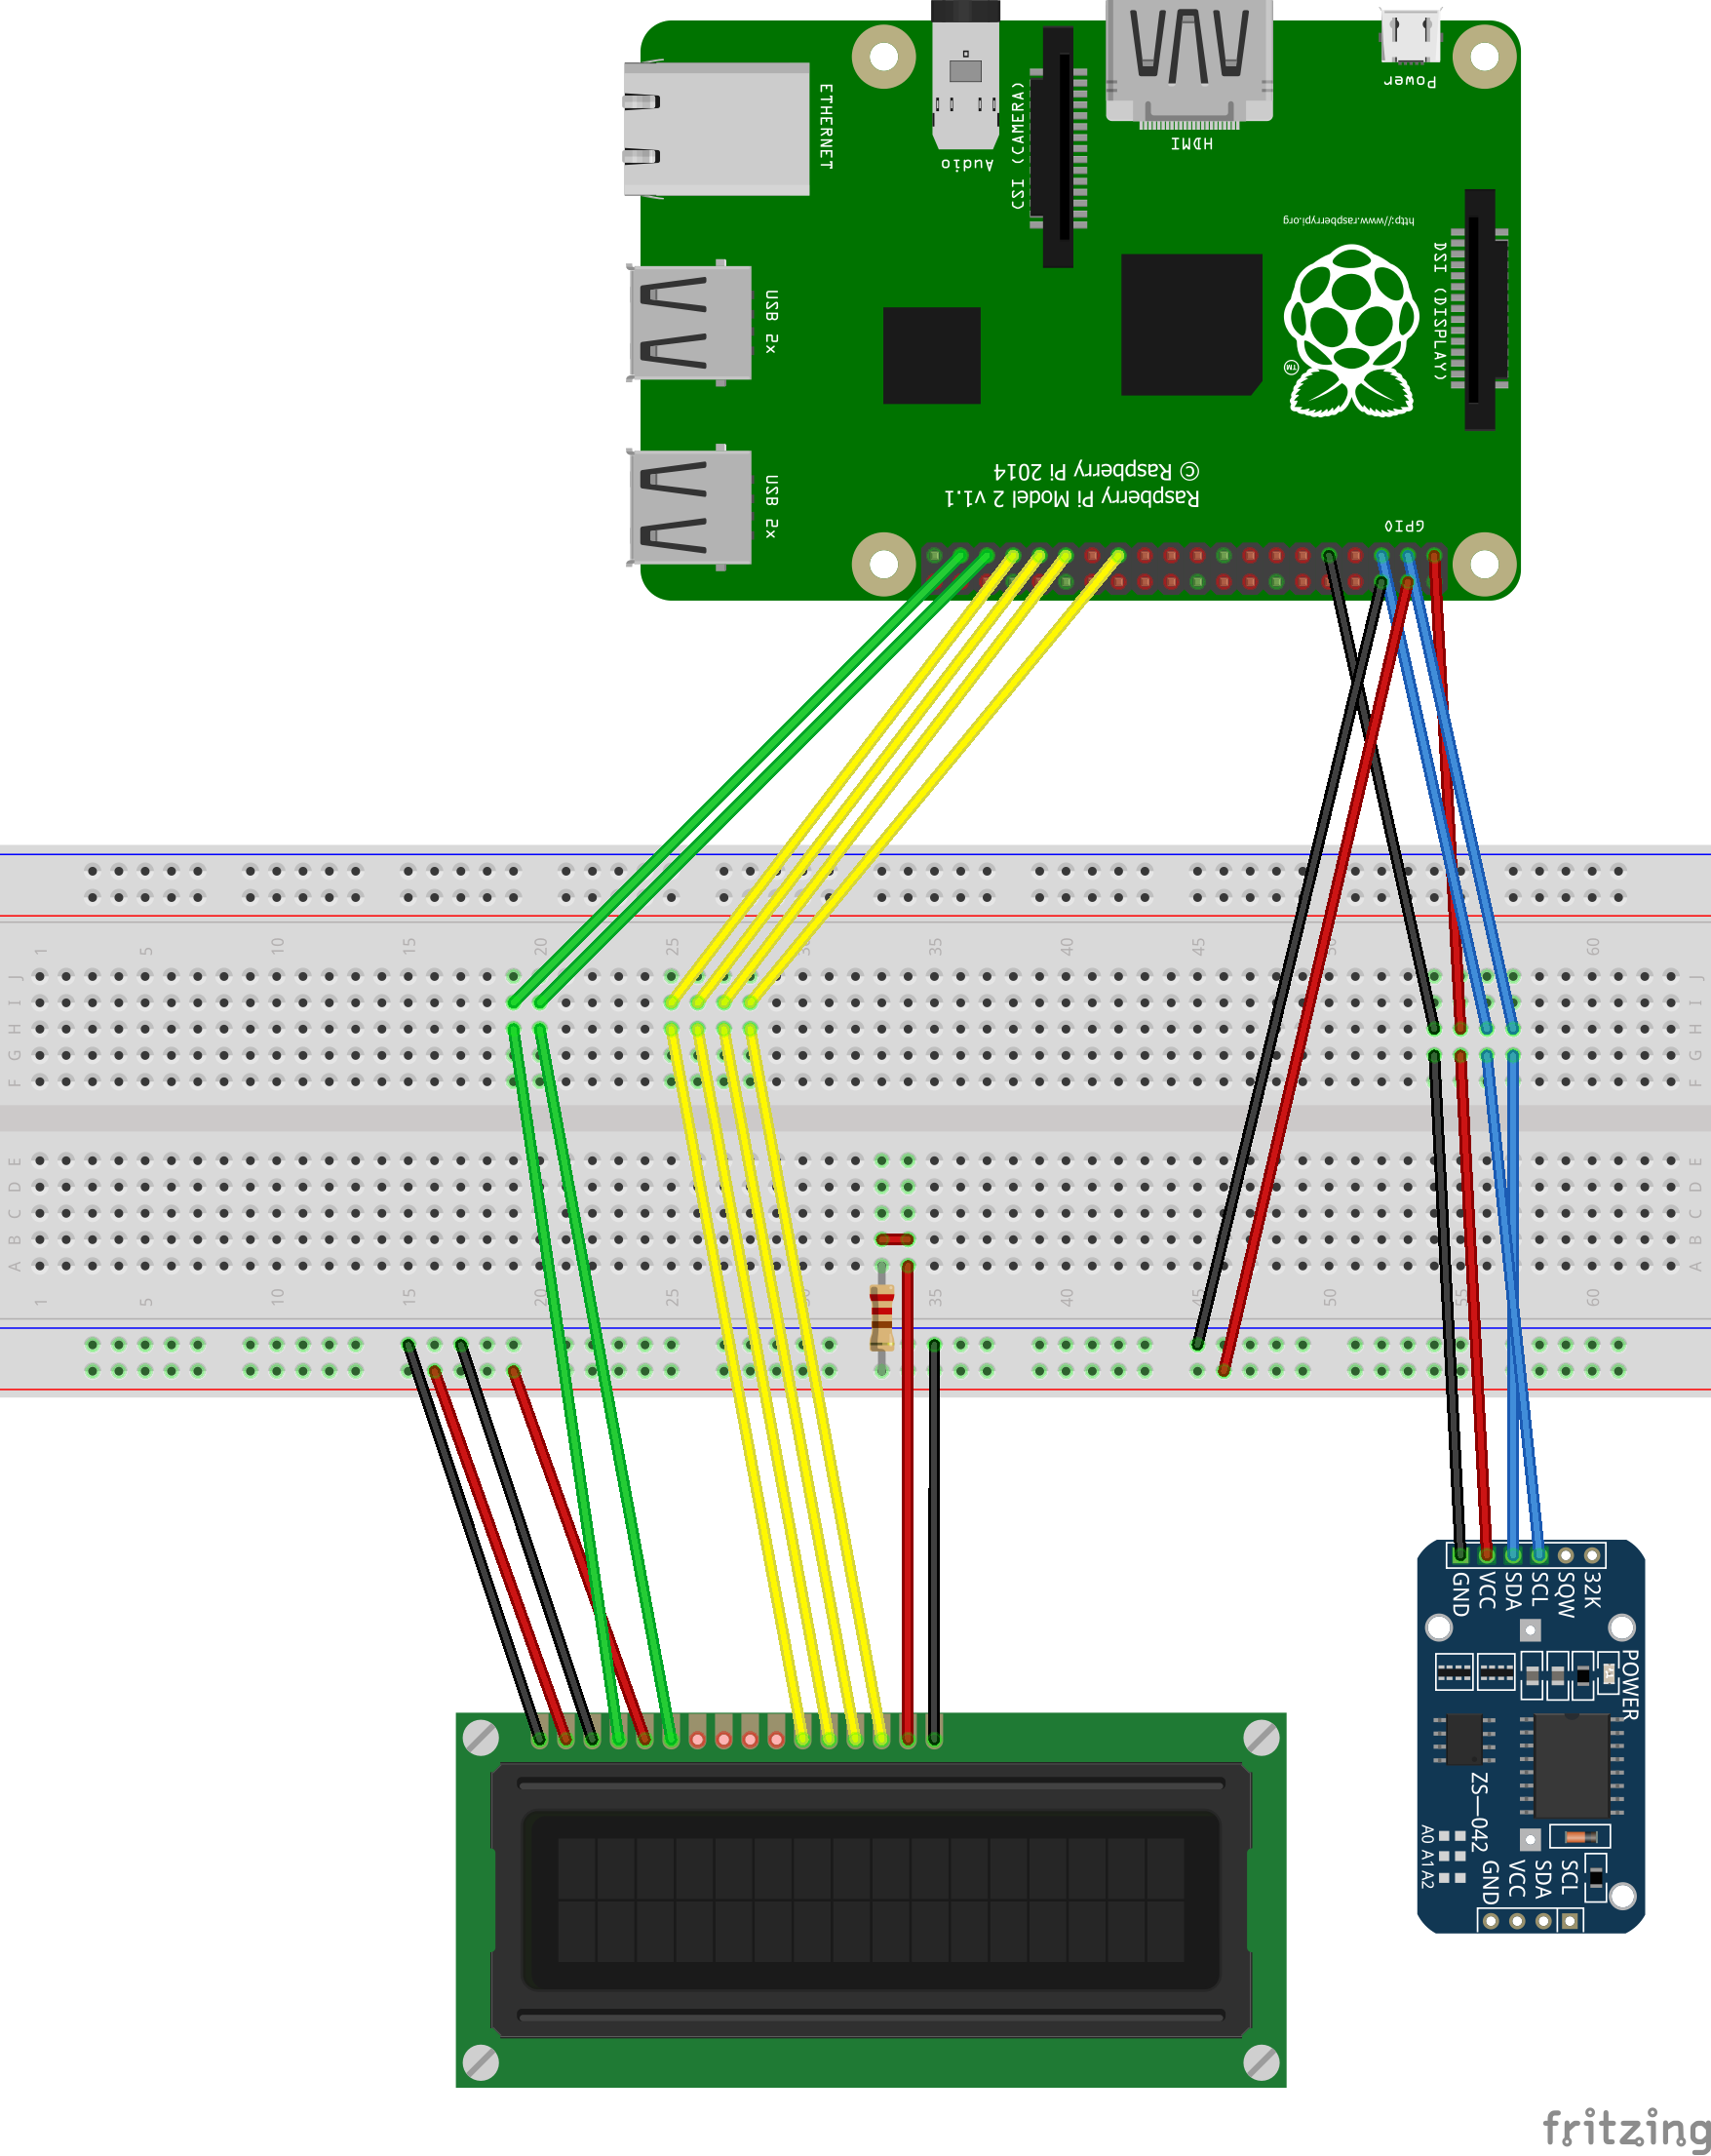 Power
ETHERNET
Audio
CSI (CAMERA)
HDMI
http://www.raspberrypi.org
DSI (DISPLAY)
USB 2x
TM
USB 2x
© Raspberry Pi 2014
Raspberry Pi Model 2 v1.1
GPIO
1 5 10 15 20 25 30 35 40 45 50 60
J J
I I
H H
G G
F F
E E
D D
C C
B B
A A
1 5 10 15 20 25 30 35 40 45 50 55 60
GND VCC SDA SCL SQW 32K
POWER
ZS-042
A0 A1 A2
GND VCC SDA SCL
fritzing